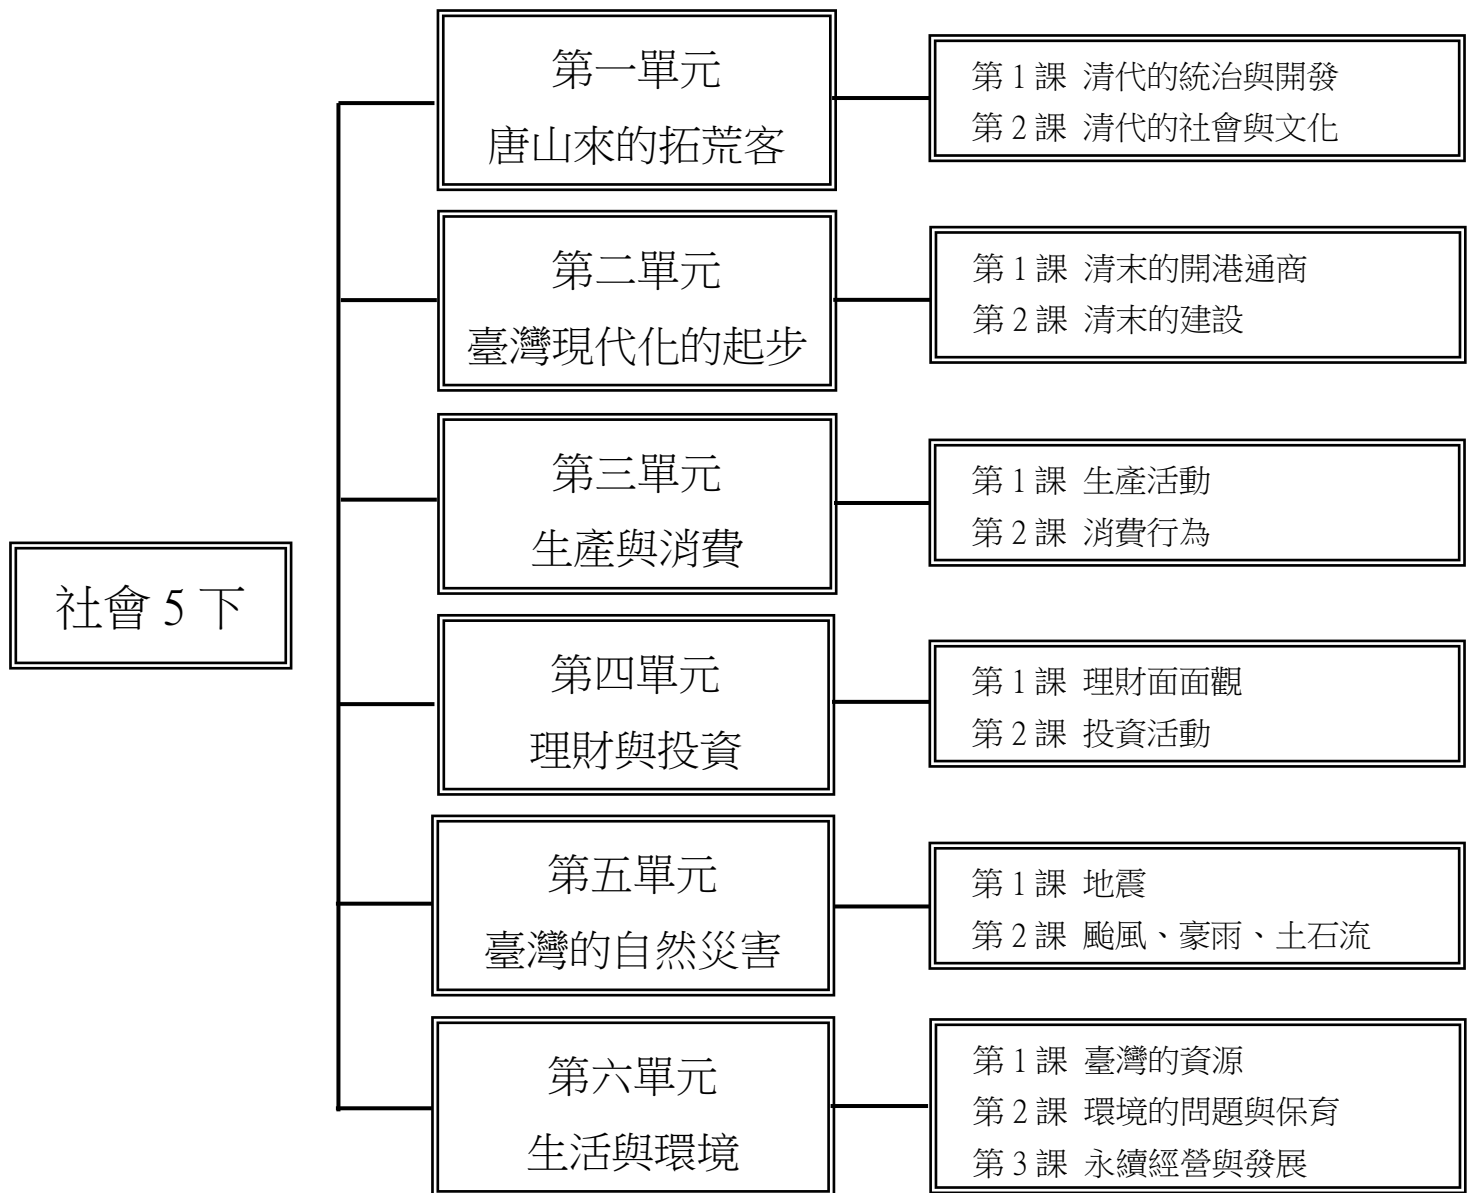 社會5下
第一單元
唐山來的拓荒客
第1課 清代的統治與開發
第2課 清代的社會與文化
第二單元
臺灣現代化的起步
第1課 清末的開港通商
第2課 清末的建設
第三單元
生產與消費
第1課 生產活動
第2課 消費行為
第四單元
理財與投資
第1課 理財面面觀
第2課 投資活動
第五單元
臺灣的自然災害
第1課 地震
第2課 颱風、豪雨、土石流
第六單元
生活與環境
第1課 臺灣的資源
第2課 環境的問題與保育
第3課 永續經營與發展